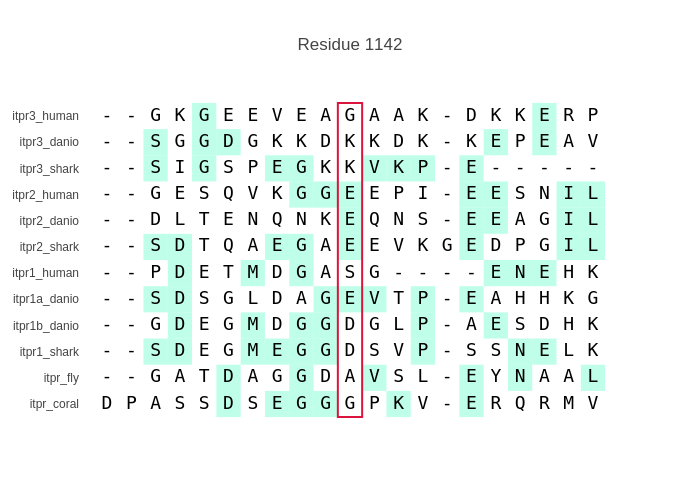 Residue 1142
itpr3_human - - G K G E E V E A G A A K - D K K E R P
itpr3_danio - - S G G D G K K D K K D K - K E P E A V
itpr3_shark - - S I G S P E G K K V K P - E - - - - -
itpr2_human - - G E S Q V K G G E E P I - E E S N I L
itpr2_danio - - D L T E N Q N K E Q N S - E E A G I L
itpr2_shark - - S D T Q A E G A E E V K G E D P G I L
itpr1_human - - P D E T M D G A S G - - - - E N E H K
itpr1a_danio - - S D S G L D A G E V T P - E A H H K G
itpr1b_danio - - G D E G M D G G D G L P - A E S D H K
itpr1_shark - - S D E G M E G G D S V P - S S N E L K
itpr_fly - - G A T D A G G D A V S L - E Y N A A L
itpr_coral D P A S S D S E G G G P K V - E R Q R M V